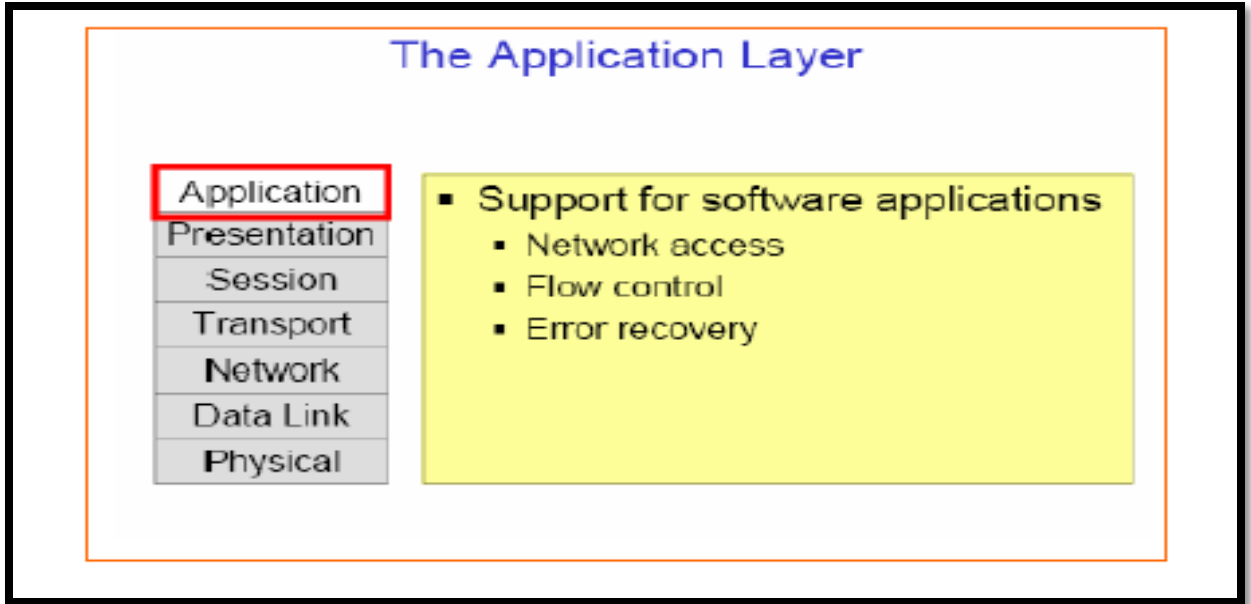 The Application Layer
Application
Presentation
Session
Transport
Network
Data Link
Physical
▪ Support for software applications
▪ Network access
▪ Flow control
▪ Error recovery